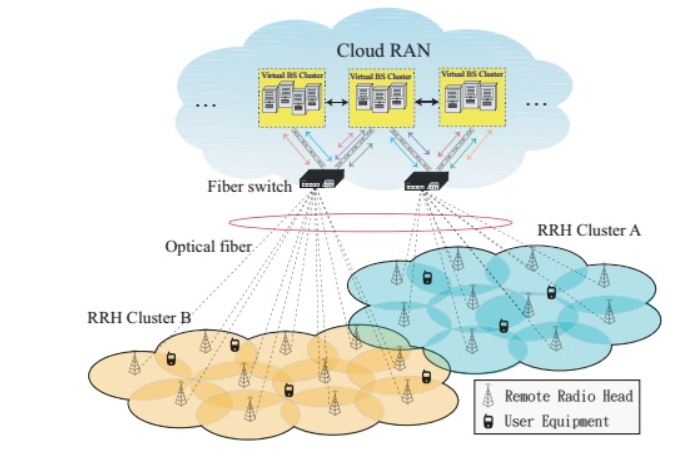 Cloud RAN
Virtual BS Cluster
Virtual BS Cluster
Virtual BS Cluster
...
...
Fiber switch
Optical fiber
RRH Cluster A
RRH Cluster B
Remote Radio Head
User Equipment